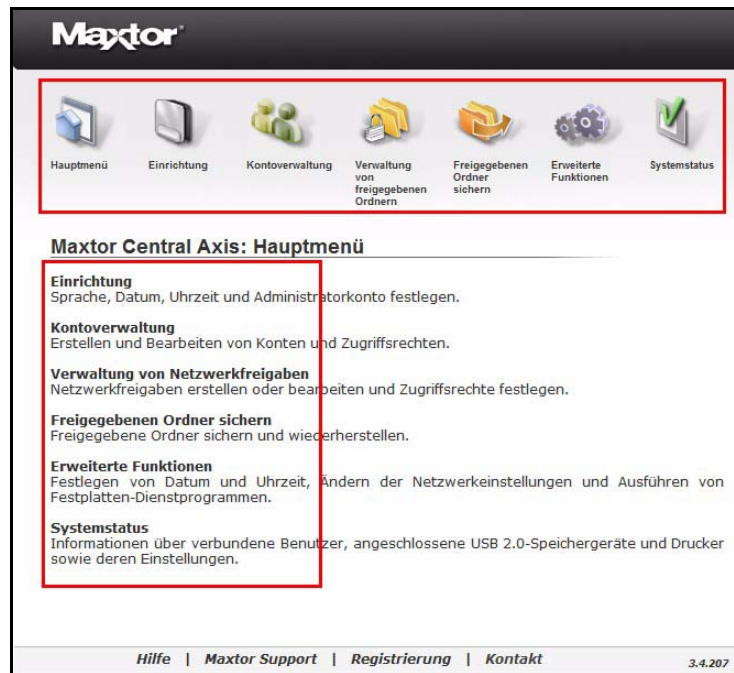 Maxtor
Hauptmenü
Einrichtung
Kontoverwaltung
Verwaltung
von
freigegebenen
Ordnern
Freigegebenen
Ordner
sichern
Erweiterte
Funktionen
Systemstatus
Maxtor Central Axis: Hauptmenü
Einrichtung
Sprache, Datum, Uhrzeit und Administratorkonto festlegen.
Kontoverwaltung
Erstellen und Bearbeiten von Konten und Zugriffsrechten.
Verwaltung von Netzwerkfreigaben
Netzwerkfreigaben erstellen oder bearbeiten und Zugriffsrechte festlegen.
Freigegebenen Ordner sichern
Freigegebene Ordner sichern und wiederherstellen.
Erweiterte Funktionen
Festlegen von Datum und Uhrzeit, Ändern der Netzwerkeinstellungen und Ausführen von
Festplatten-Dienstprogrammen.
Systemstatus
Informationen über verbundene Benutzer, angeschlossene USB 2.0-Speichergeräte und Drucker
sowie deren Einstellungen.
Hilfe | Maxtor Support | Registrierung | Kontakt
3.4.207